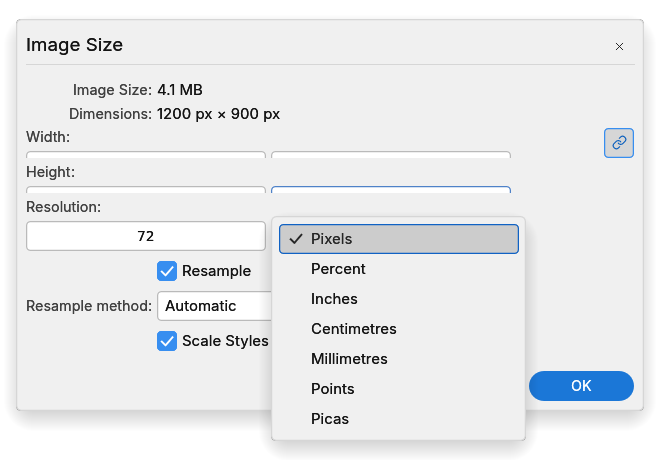 Image Size
Image Size: 4.1 MB
Dimensions: 1200 px × 900 px
Width:
Height:
Resolution:
72
Pixels
Resample
Percent
Inches
Resample method: Automatic
Centimetres
Scale Styles
Millimetres
Points
OK
Picas